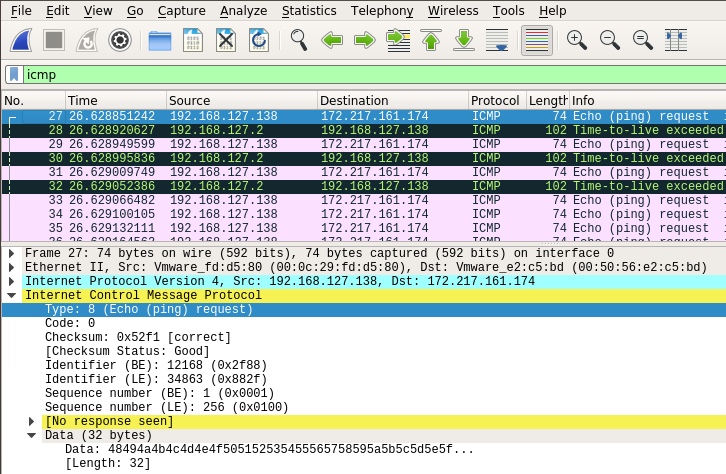 File Edit View Go Capture Analyze Statistics Telephony Wireless Tools Help
icmp
No. Time Source Destination Protocol Length Info
27 26.628851242 192.168.127.138 172.217.161.174 ICMP 74 Echo (ping) request
28 26.628920627 192.168.127.2 192.168.127.138 ICMP 102 Time-to-live exceeded
29 26.628949599 192.168.127.138 172.217.161.174 ICMP 74 Echo (ping) request
30 26.628995836 192.168.127.2 192.168.127.138 ICMP 102 Time-to-live exceeded
31 26.629009749 192.168.127.138 172.217.161.174 ICMP 74 Echo (ping) request
32 26.629052386 192.168.127.2 192.168.127.138 ICMP 102 Time-to-live exceeded
33 26.629066482 192.168.127.138 172.217.161.174 ICMP 74 Echo (ping) request
34 26.629100105 192.168.127.138 172.217.161.174 ICMP 74 Echo (ping) request
35 26.629132111 192.168.127.138 172.217.161.174 ICMP 74 Echo (ping) request
Frame 27: 74 bytes on wire (592 bits), 74 bytes captured (592 bits) on interface 0
Ethernet II, Src: Vmware_fd:d5:80 (00:0c:29:fd:d5:80), Dst: Vmware_e2:c5:bd (00:50:56:e2:c5:bd)
Internet Protocol Version 4, Src: 192.168.127.138, Dst: 172.217.161.174
Internet Control Message Protocol
Type: 8 (Echo (ping) request)
Code: 0
Checksum: 0x52f1 [correct]
[Checksum Status: Good]
Identifier (BE): 12168 (0x2f88)
Identifier (LE): 34863 (0x882f)
Sequence number (BE): 1 (0x0001)
Sequence number (LE): 256 (0x0100)
[No response seen]
Data (32 bytes)
Data: 48494a4b4c4d4e4f505152535455565758595a5b5c5d5e5f...
[Length: 32]